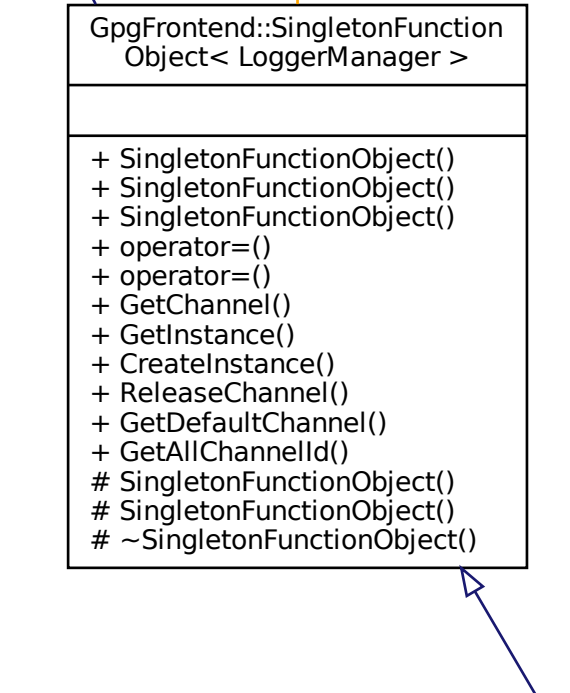 GpgFrontend::SingletonFunction
Object< LoggerManager >
+ SingletonFunctionObject()
+ SingletonFunctionObject()
+ SingletonFunctionObject()
+ operator=()
+ operator=()
+ GetChannel()
+ GetInstance()
+ CreateInstance()
+ ReleaseChannel()
+ GetDefaultChannel()
+ GetAllChannelId()
# SingletonFunctionObject()
# SingletonFunctionObject()
# ~SingletonFunctionObject()